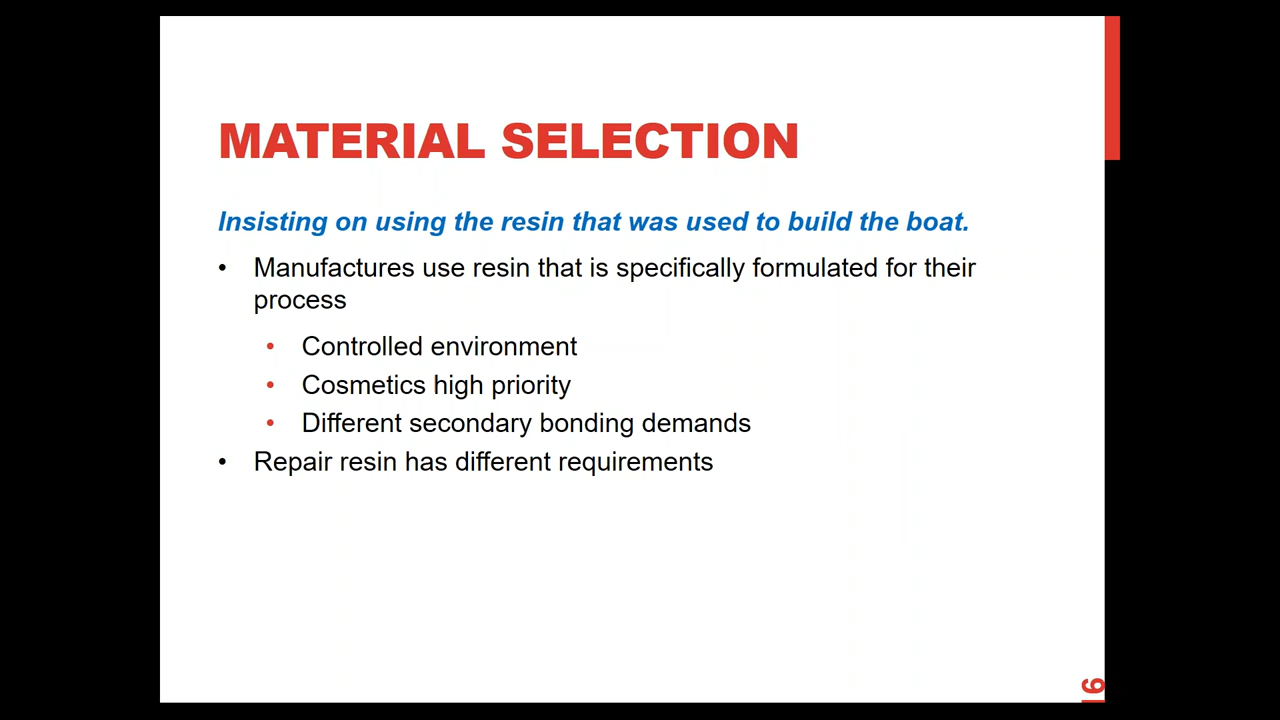 MATERIAL SELECTION
Insisting on using the resin that was used to build the boat.
• Manufactures use resin that is specifically formulated for their
process
• Controlled environment
• Cosmetics high priority
• Different secondary bonding demands
• Repair resin has different requirements